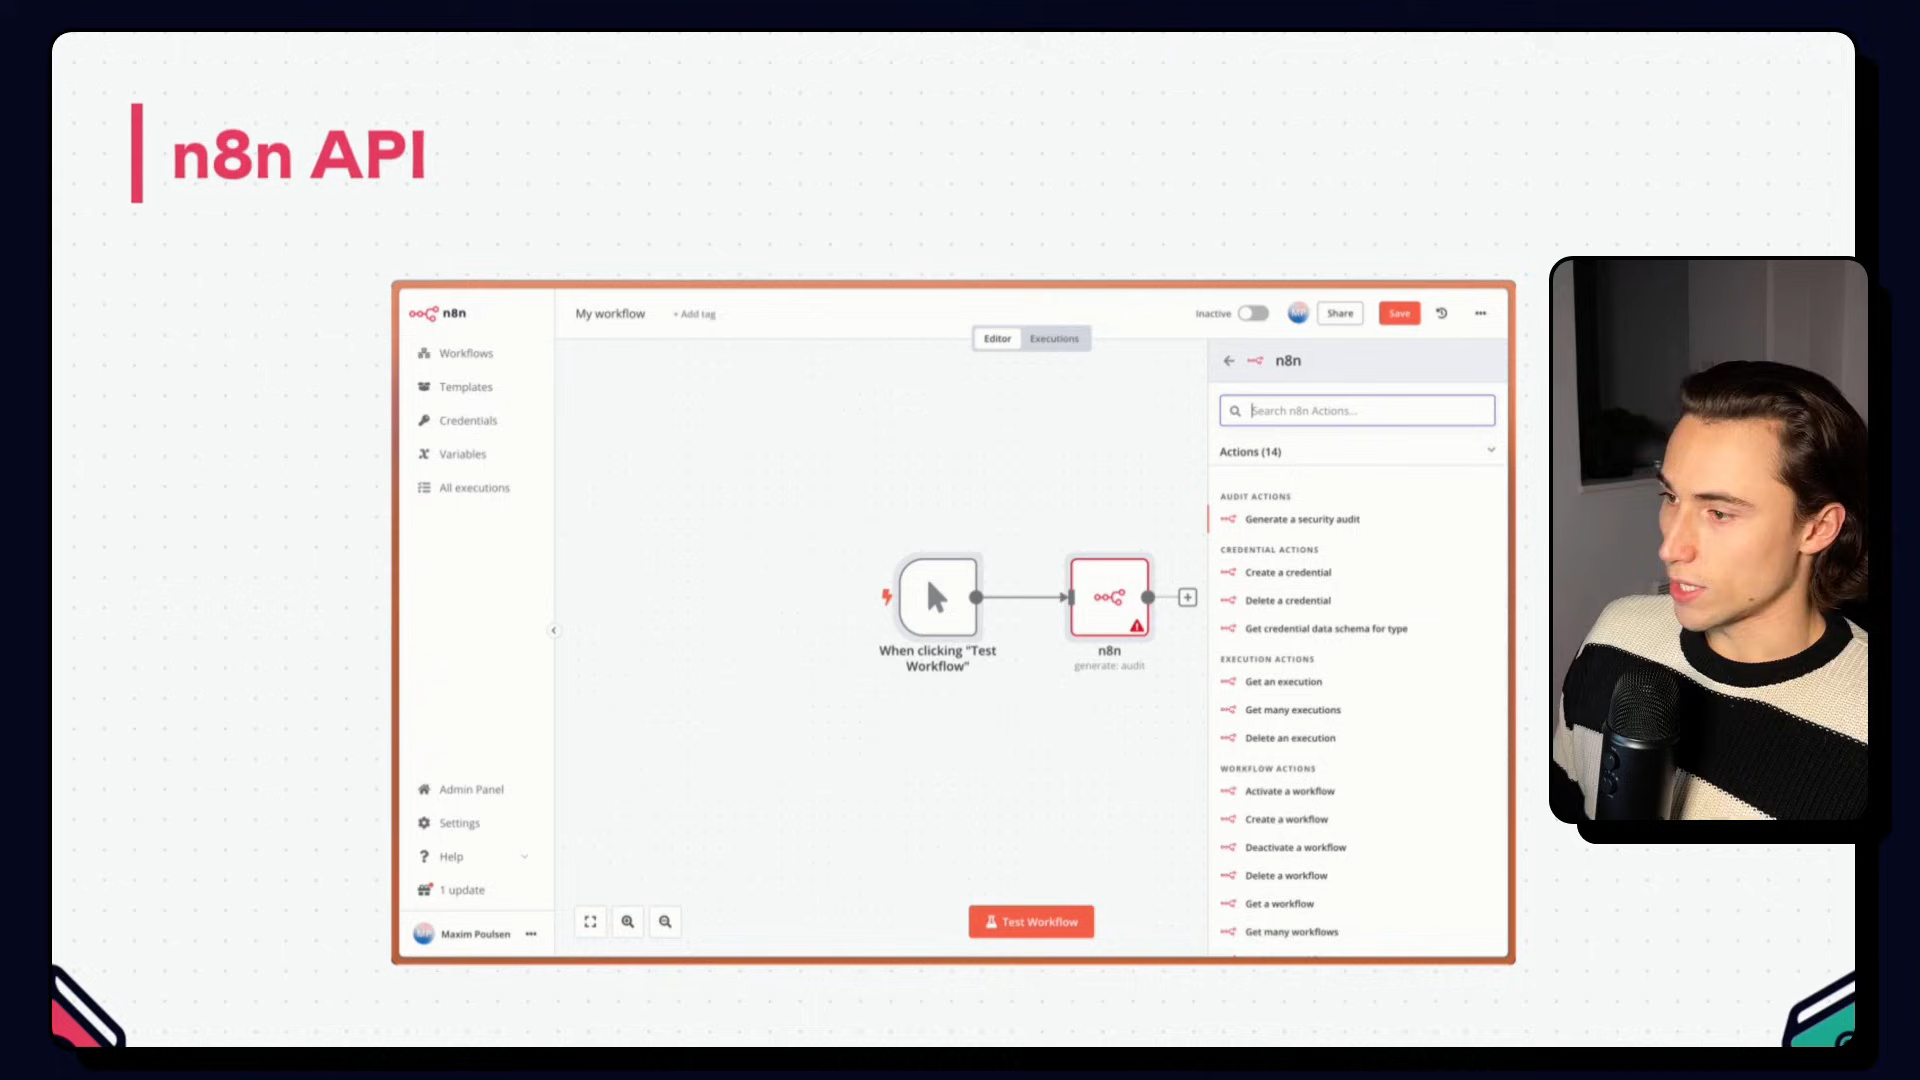 n8n API
n8n
My workflow
+ Add tag
Inactive
Share
Save
Editor
Executions
Workflows
Templates
Credentials
Variables
All executions
Admin Panel
Settings
Help
1 update
Maxim Poulsen
When clicking "Test
Workflow"
n8n
generate: audit
Test Workflow
n8n
Search n8n Actions...
Actions (14)
AUDIT ACTIONS
Generate a security audit
CREDENTIAL ACTIONS
Create a credential
Delete a credential
Get credential data schema for type
EXECUTION ACTIONS
Get an execution
Get many executions
Delete an execution
WORKFLOW ACTIONS
Activate a workflow
Create a workflow
Deactivate a workflow
Delete a workflow
Get a workflow
Get many workflows